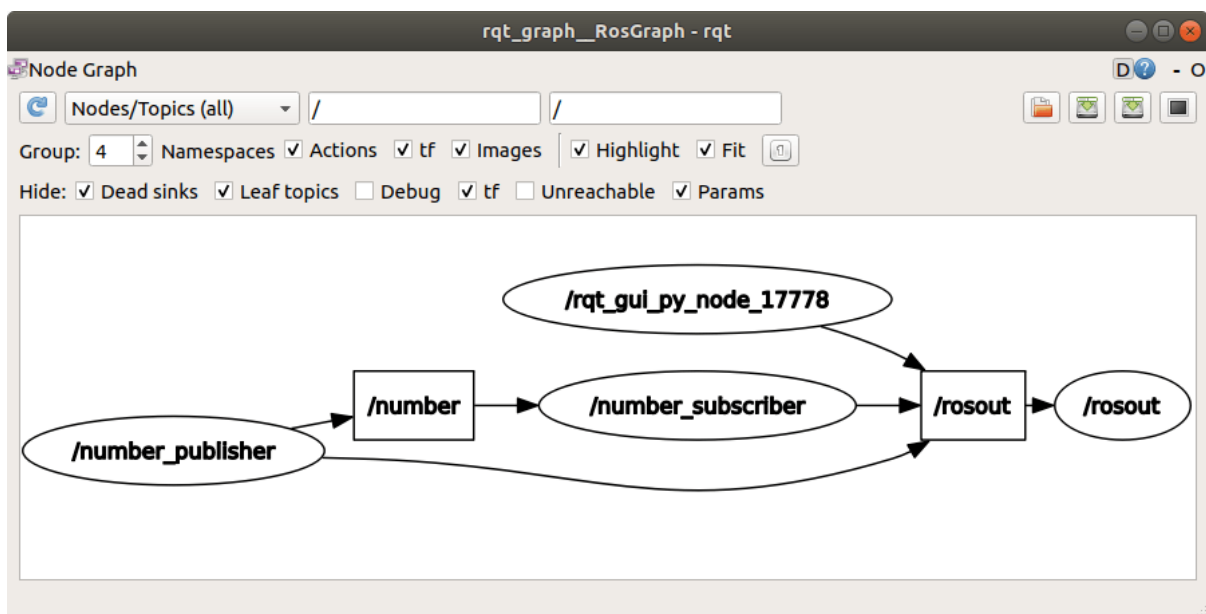 rqt_graph__RosGraph - rqt
Node Graph D ? - O
Nodes/Topics (all) / /
Group: 4 Namespaces Actions tf Images Highlight Fit
Hide: Dead sinks Leaf topics Debug tf Unreachable Params
/rqt_gui_py_node_17778
/number /number_subscriber /rosout /rosout
/number_publisher